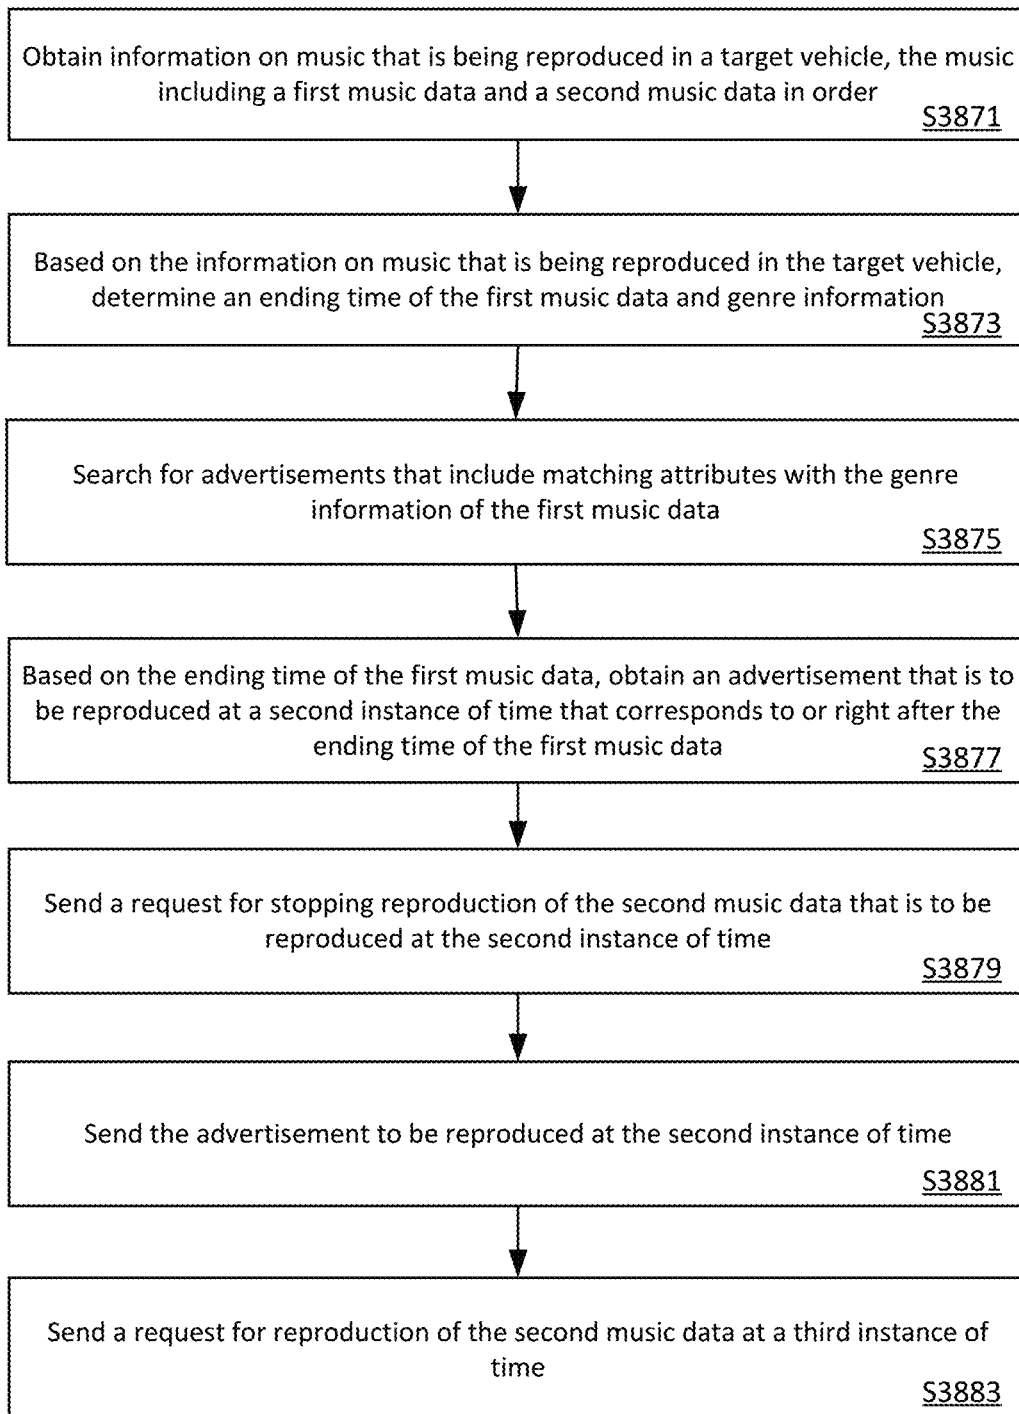 Obtain information on music that is being reproduced in a target vehicle, the music
including a first music data and a second music data in order
S3871
Based on the information on music that is being reproduced in the target vehicle,
determine an ending time of the first music data and genre information
S3873
Search for advertisements that include matching attributes with the genre
information of the first music data
S3875
Based on the ending time of the first music data, obtain an advertisement that is to
be reproduced at a second instance of time that corresponds to or right after the
ending time of the first music data
S3877
Send a request for stopping reproduction of the second music data that is to be
reproduced at the second instance of time
S3879
Send the advertisement to be reproduced at the second instance of time
S3881
Send a request for reproduction of the second music data at a third instance of
time
S3883